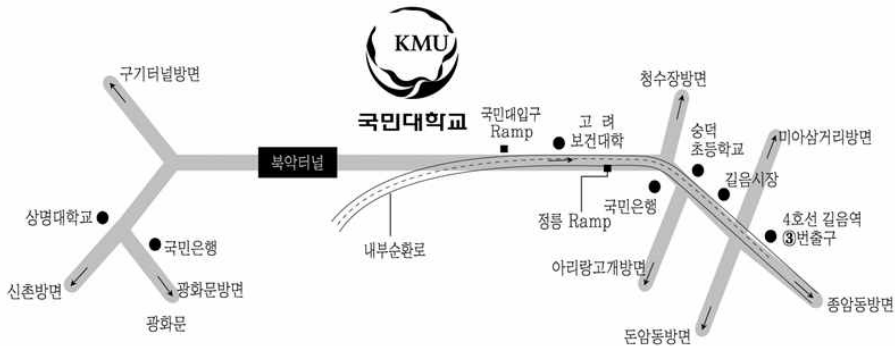 KMU
국민대학교
구기터널방면
북악터널
상명대학교
국민은행
신촌방면
광화문방면
광화문
내부순환로
국민대입구
Ramp
고 려
보건대학
정릉 Ramp
국민은행
청수장방면
숭덕
초등학교
길음시장
미아삼거리방면
4호선 길음역
③번출구
아리랑고개방면
돈암동방면
종암동방면